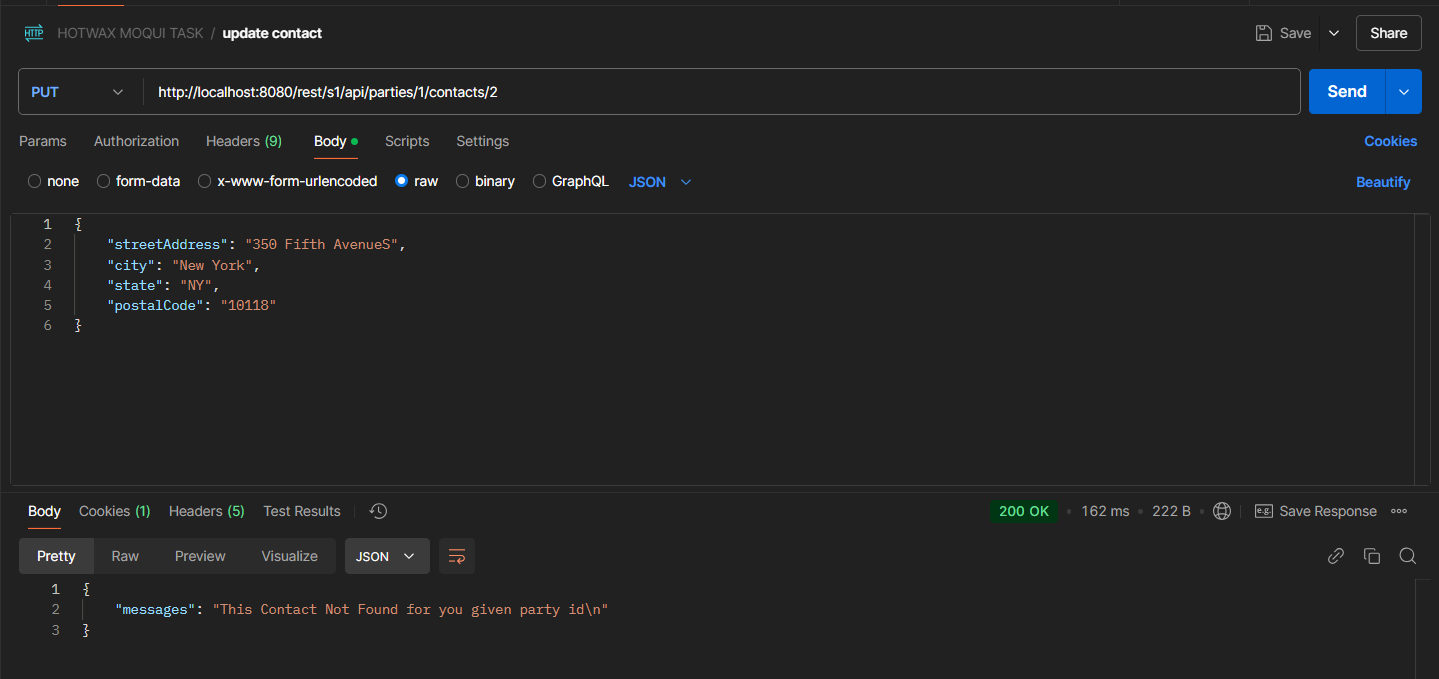 HTTP HOTWAX MOQUI TASK / update contact Save Share
PUT http://localhost:8080/rest/s1/api/parties/1/contacts/2 Send
Params Authorization Headers (9) Body Scripts Settings Cookies
none form-data x-www-form-urlencoded raw binary GraphQL JSON Beautify
1 {
2 "streetAddress": "350 Fifth AvenueS",
3 "city": "New York",
4 "state": "NY",
5 "postalCode": "10118"
6 }
Body Cookies (1) Headers (5) Test Results 200 OK • 162 ms • 222 B • e.g. Save Response
Pretty Raw Preview Visualize JSON
1 {
2 "messages": "This Contact Not Found for you given party id\n"
3 }